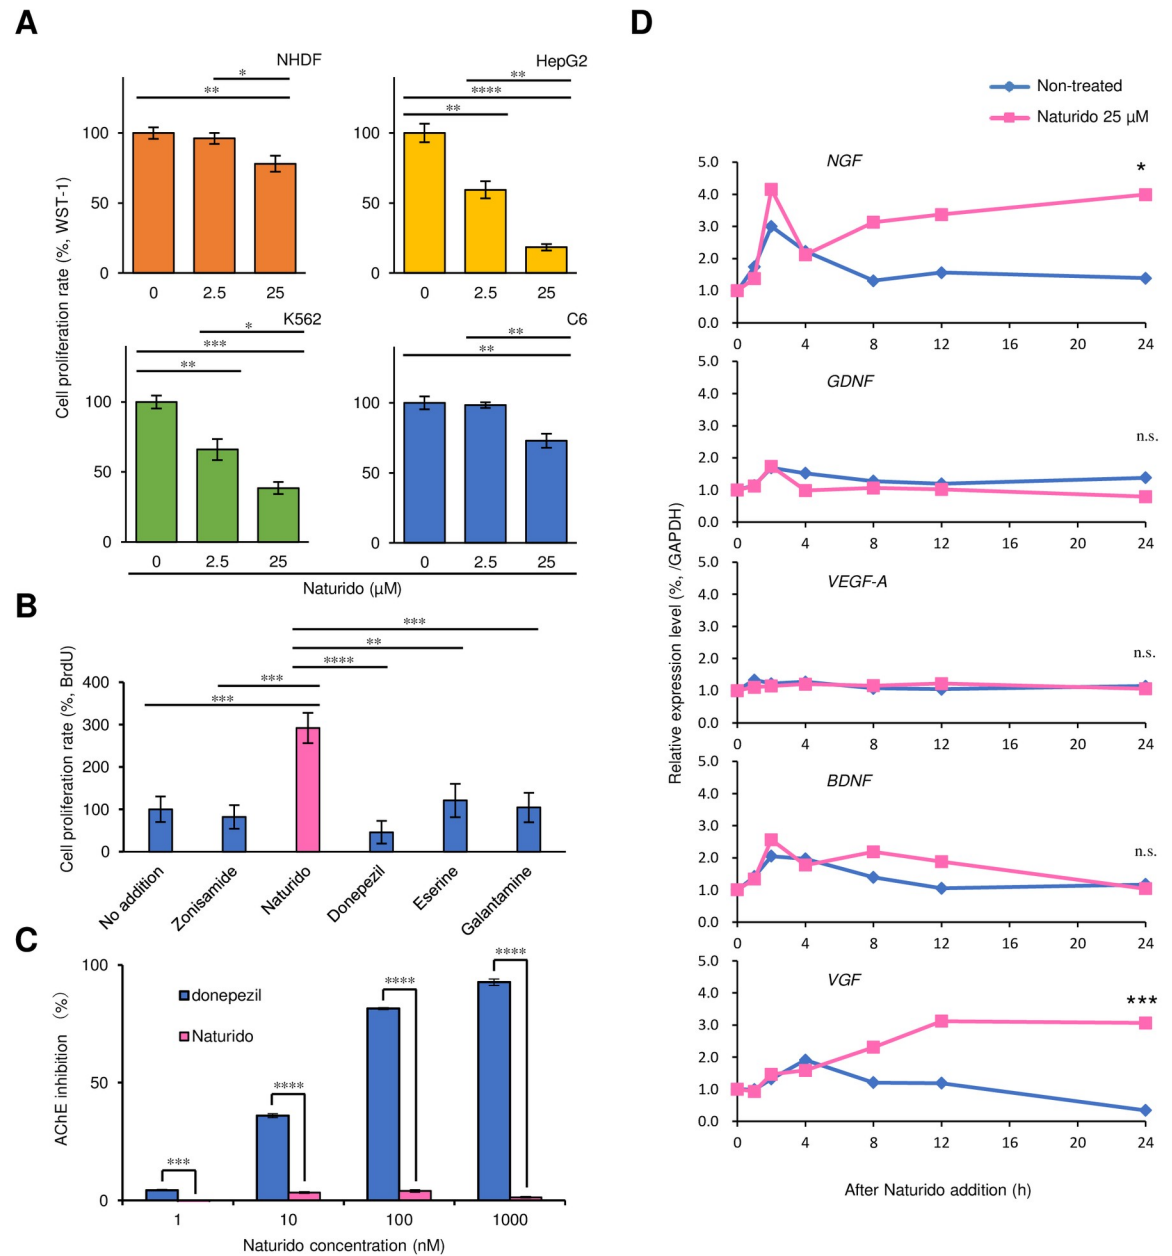 A
NHDF
*
**
100
50
0
0 2.5 25
HepG2
**
****
**
100
50
0
0 2.5 25
Cell proliferation rate (%, WST-1)
K562
*
***
**
100
50
0
0 2.5 25
C6
**
**
100
50
0
0 2.5 25
Naturido (μM)
B
***
**
****
***
***
Cell proliferation rate (%, BrdU)
400
300
200
100
0
No addition
Zonisamide
Naturido
Donepezil
Eserine
Galantamine
C
AChE inhibition (%)
100
50
0
donepezil
Naturido
***
****
****
****
1 10 100 1000
Naturido concentration (nM)
D
Non-treated
Naturido 25 μM
Relative expression level (%, /GAPDH)
NGF
*
5.0
4.0
3.0
2.0
1.0
0.0
0 4 8 12 16 20 24
GDNF
n.s.
5.0
4.0
3.0
2.0
1.0
0.0
0 4 8 12 16 20 24
VEGF-A
n.s.
5.0
4.0
3.0
2.0
1.0
0.0
0 4 8 12 16 20 24
BDNF
n.s.
5.0
4.0
3.0
2.0
1.0
0.0
0 4 8 12 16 20 24
VGF
***
5.0
4.0
3.0
2.0
1.0
0.0
0 4 8 12 16 20 24
After Naturido addition (h)